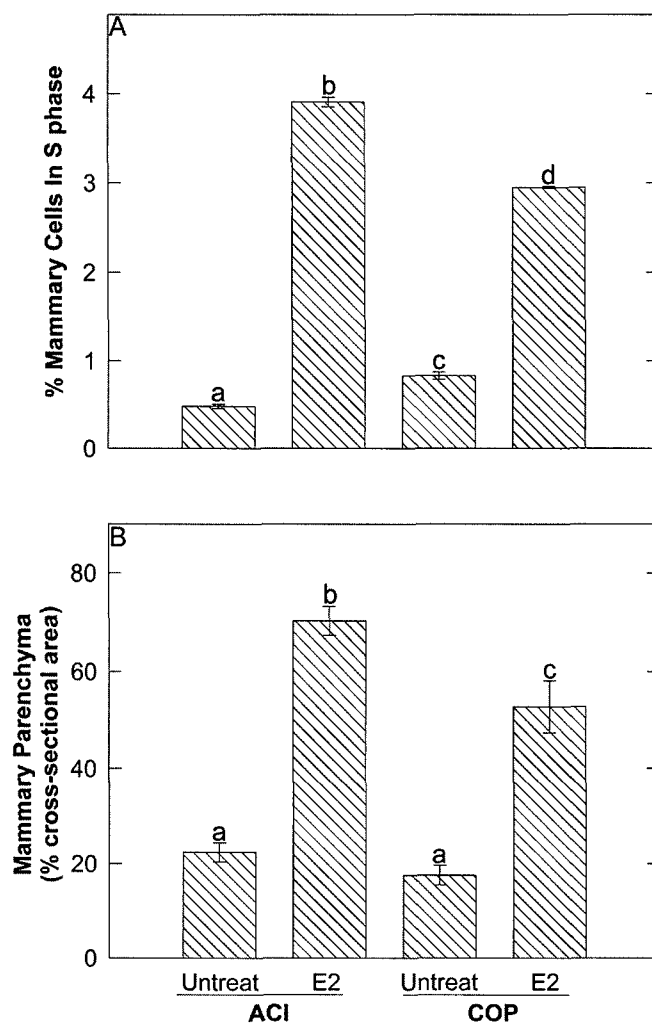 A
% Mammary Cells In S phase
4
3
2
1
0
a
b
c
d
B
Mammary Parenchyma
(% cross-sectional area)
80
60
40
20
0
a
b
a
c
Untreat E2 Untreat E2
ACI COP